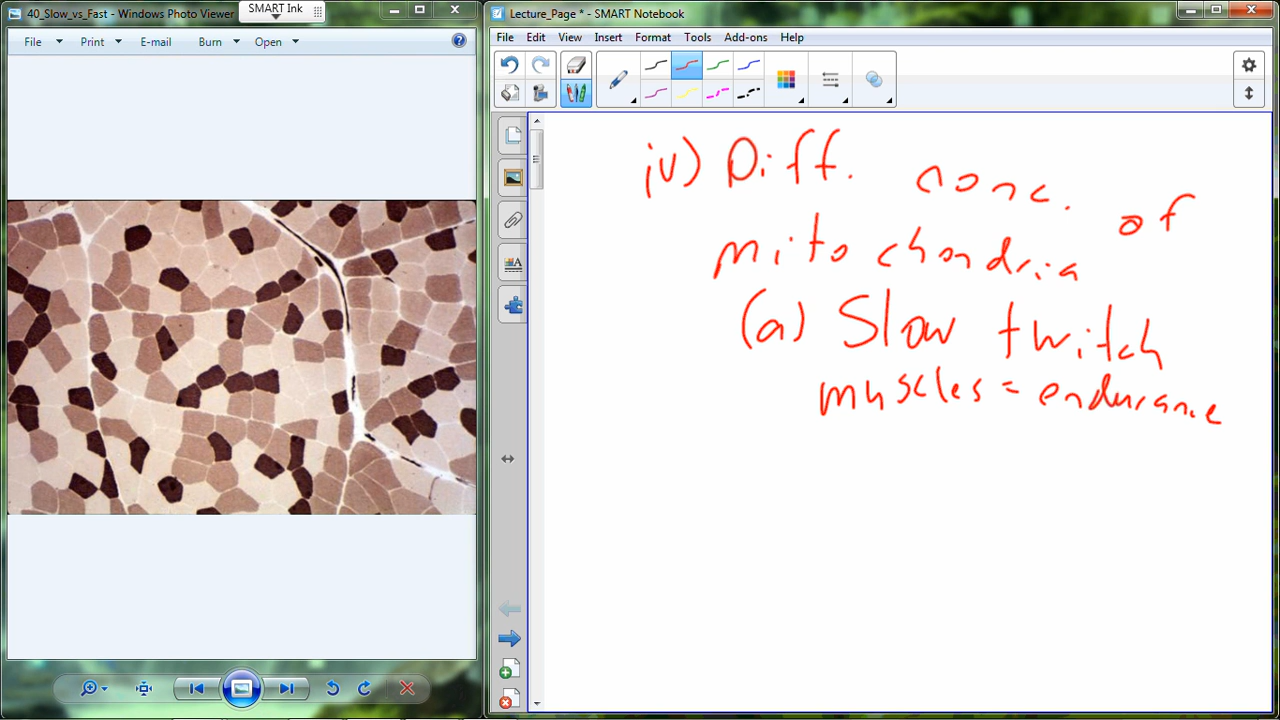 40_Slow_vs_Fast - Windows Photo Viewer
SMART Ink
File Print E-mail Burn Open
Lecture_Page * - SMART Notebook
File Edit View Insert Format Tools Add-ons Help
iv) Diff. conc. of
mitochondria
(a) Slow twitch
muscles = endurance